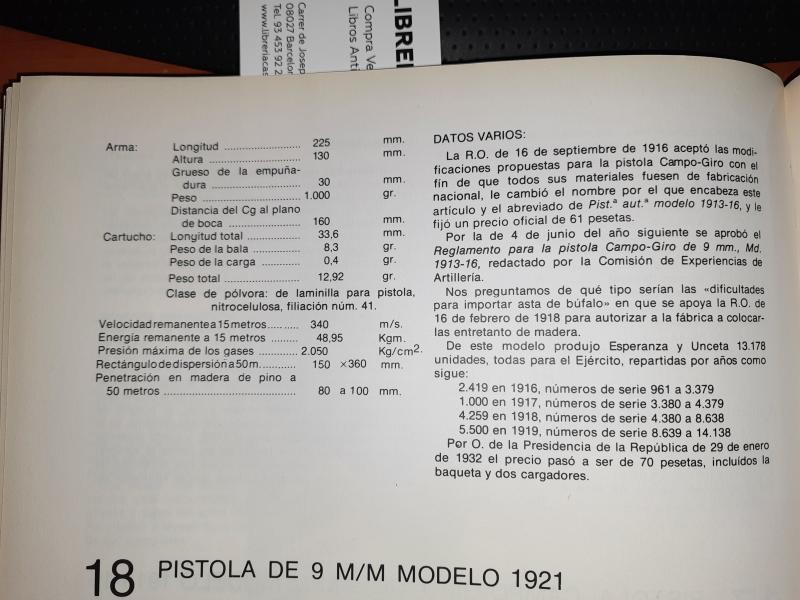 LIBRE
Compra Ve
Libros Anti
Carrer de Josep
08027 Barcelon
Tel. 93 453 92 2
www.libreriacas
Arma: Longitud .......................... 225 mm.
Altura .............................. 130 mm.
Grueso de la empuña-
dura ............................. 30 mm.
Peso ................................ 1.000 gr.
Distancia del Cg al plano
de boca ........................ 160 mm.
Cartucho: Longitud total .................. 33,6 mm.
Peso de la bala ................ 8,3 gr.
Peso de la carga ............. 0,4 gr.
Peso total ........................ 12,92 gr.
Clase de pólvora: de laminilla para pistola,
nitrocelulosa, filiación núm. 41.
Velocidad remanente a 15 metros.......... 340 m/s.
Energía remanente a 15 metros ......... 48,95 Kgm.
Presión máxima de los gases ............ 2.050 Kg/cm².
Rectángulo de dispersión a 50 m............ 150 ×360 mm.
Penetración en madera de pino a
50 metros ......................................... 80 a 100 mm.
DATOS VARIOS:
La R.O. de 16 de septiembre de 1916 aceptó las modi-
ficaciones propuestas para la pistola Campo-Giro con el
fín de que todos sus materiales fuesen de fabricación
nacional, le cambió el nombre por el que encabeza este
artículo y el abreviado de Pist.ª aut.ª modelo 1913-16, y le
fijó un precio oficial de 61 pesetas.
Por la de 4 de junio del año siguiente se aprobó el
Reglamento para la pistola Campo-Giro de 9 mm., Md.
1913-16, redactado por la Comisión de Experiencias de
Artillería.
Nos preguntamos de qué tipo serían las «dificultades
para importar asta de búfalo» en que se apoya la R.O. de
16 de febrero de 1918 para autorizar a la fábrica a colocar-
las entretanto de madera.
De este modelo produjo Esperanza y Unceta 13.178
unidades, todas para el Ejército, repartidas por años como
sigue:
2.419 en 1916, números de serie 961 a 3.379
1.000 en 1917, números de serie 3.380 a 4.379
4.259 en 1918, números de serie 4.380 a 8.638
5.500 en 1919, números de serie 8.639 a 14.138
Por O. de la Presidencia de la República de 29 de enero
de 1932 el precio pasó a ser de 70 pesetas, incluídos la
baqueta y dos cargadores.
18 PISTOLA DE 9 M/M MODELO 1921